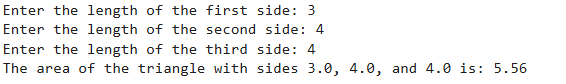 Enter the length of the first side: 3
Enter the length of the second side: 4
Enter the length of the third side: 4
The area of the triangle with sides 3.0, 4.0, and 4.0 is: 5.56